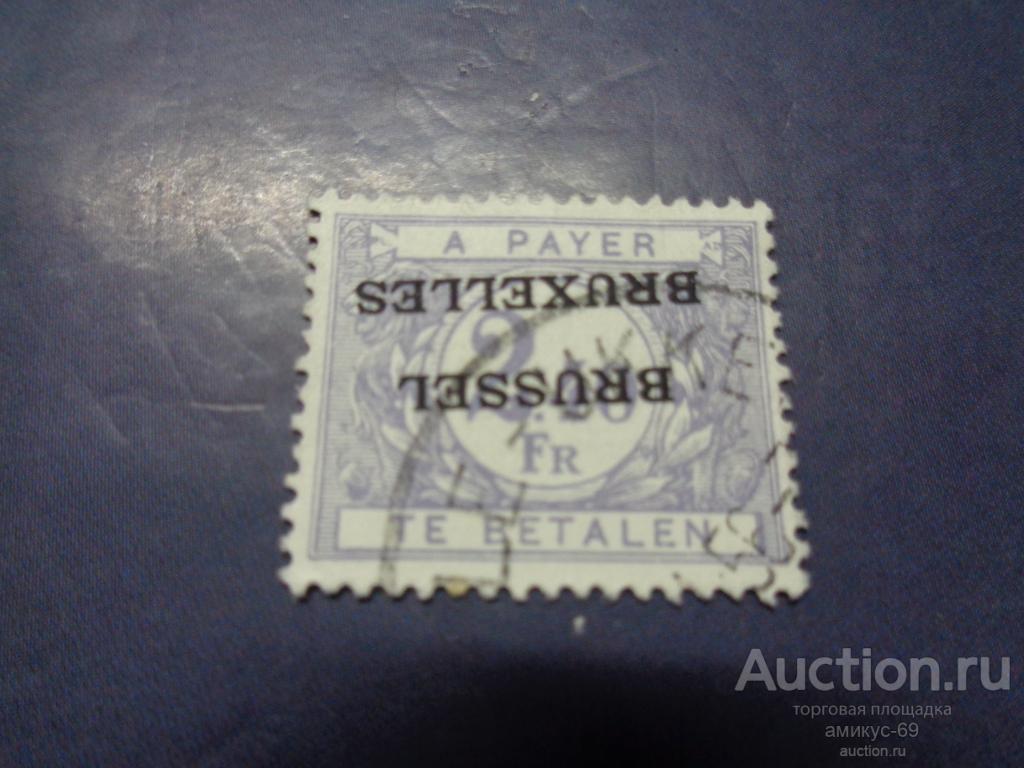 A PAYER
BRUXELLES
BRUSSEL
FR
TE BETALEN
Auction.ru
торговая площадка
амикус-69
auction.ru